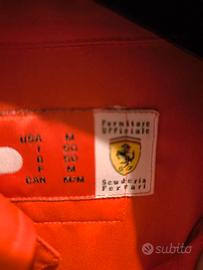 USA M
I 50
D 50
F M
CAN M/M
Fornitore
Ufficiale
Scuderia
Ferrari
subito